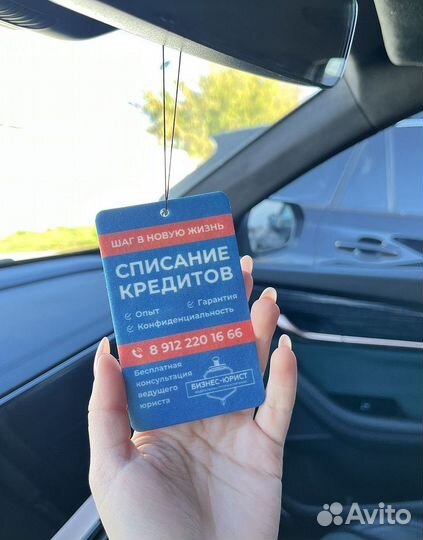 ШАГ В НОВУЮ ЖИЗНЬ
СПИСАНИЕ
КРЕДИТОВ
Опыт
Гарантия
Конфиденциальность
8 912 220 16 66
Бесплатная
консультация
ведущего
юриста
БИЗНЕС-ЮРИСТ
Avito